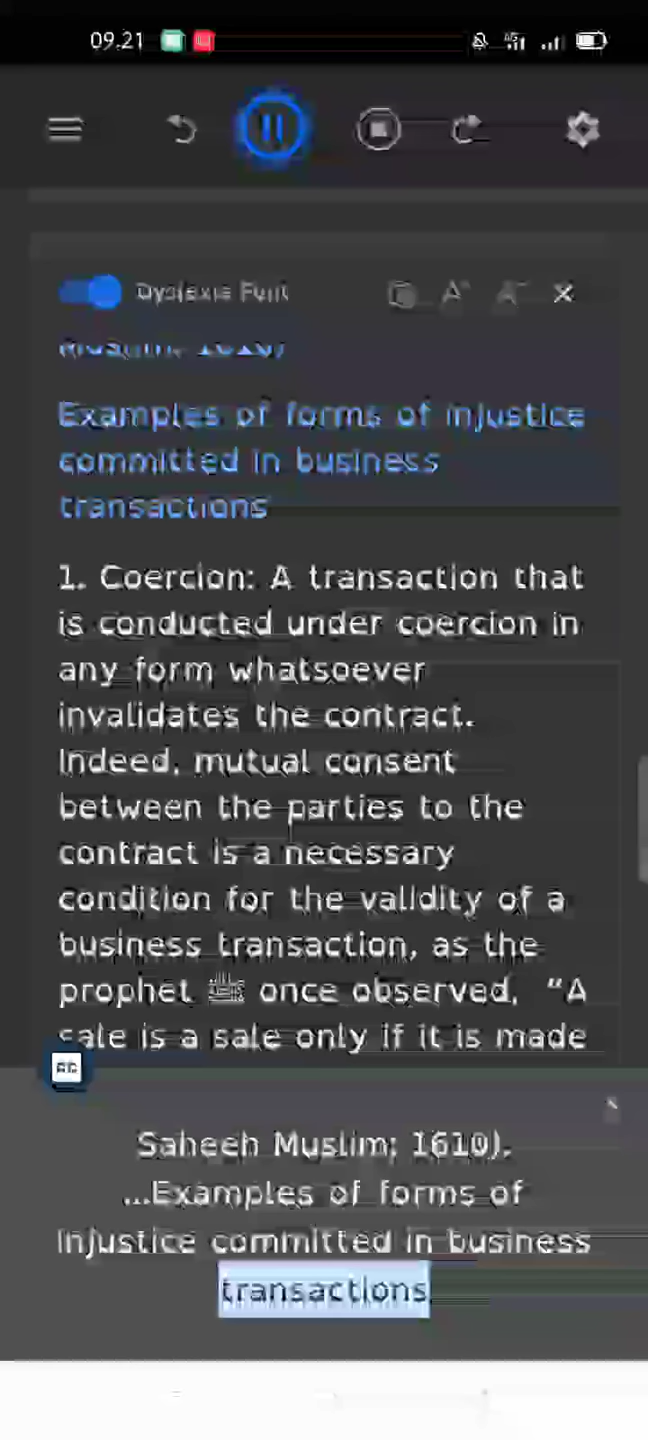 09.21
Dyslexia Font A+ A-
Muslim: 1610)
Examples of forms of injustice
committed in business
transactions
1. Coercion: A transaction that
is conducted under coercion in
any form whatsoever
invalidates the contract.
Indeed, mutual consent
between the parties to the
contract is a necessary
condition for the validity of a
business transaction, as the
prophet ﷺ once observed, “A
sale is a sale only if it is made
Saheeh Muslim; 1610).
...Examples of forms of
injustice committed in business
transactions